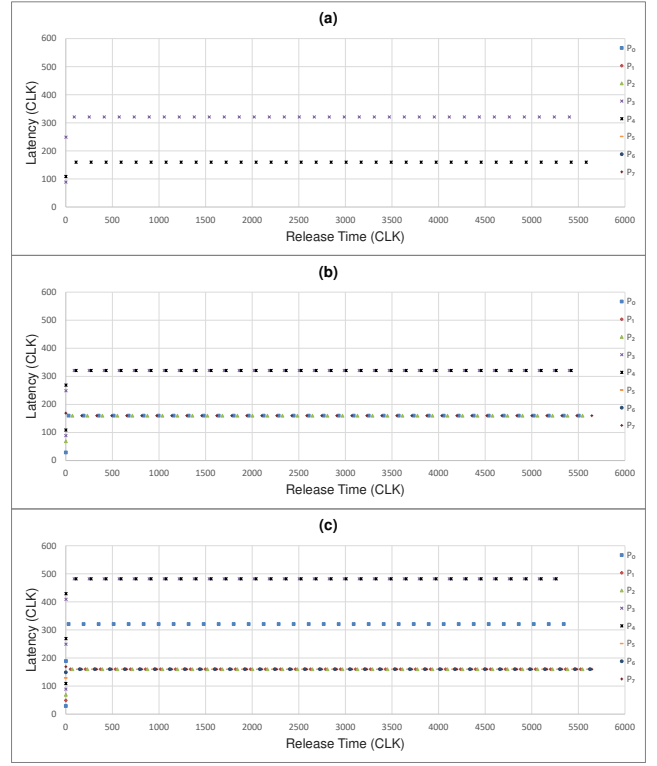 (a)
600
500
400
300
200
100
0
0 500 1000 1500 2000 2500 3000 3500 4000 4500 5000 5500 6000
Latency (CLK)
Release Time (CLK)
P₀
P₁
P₂
P₃
P₄
P₅
P₆
P₇
(b)
600
500
400
300
200
100
0
0 500 1000 1500 2000 2500 3000 3500 4000 4500 5000 5500 6000
Latency (CLK)
Release Time (CLK)
P₀
P₁
P₂
P₃
P₄
P₅
P₆
P₇
(c)
600
500
400
300
200
100
0
0 500 1000 1500 2000 2500 3000 3500 4000 4500 5000 5500 6000
Latency (CLK)
Release Time (CLK)
P₀
P₁
P₂
P₃
P₄
P₅
P₆
P₇